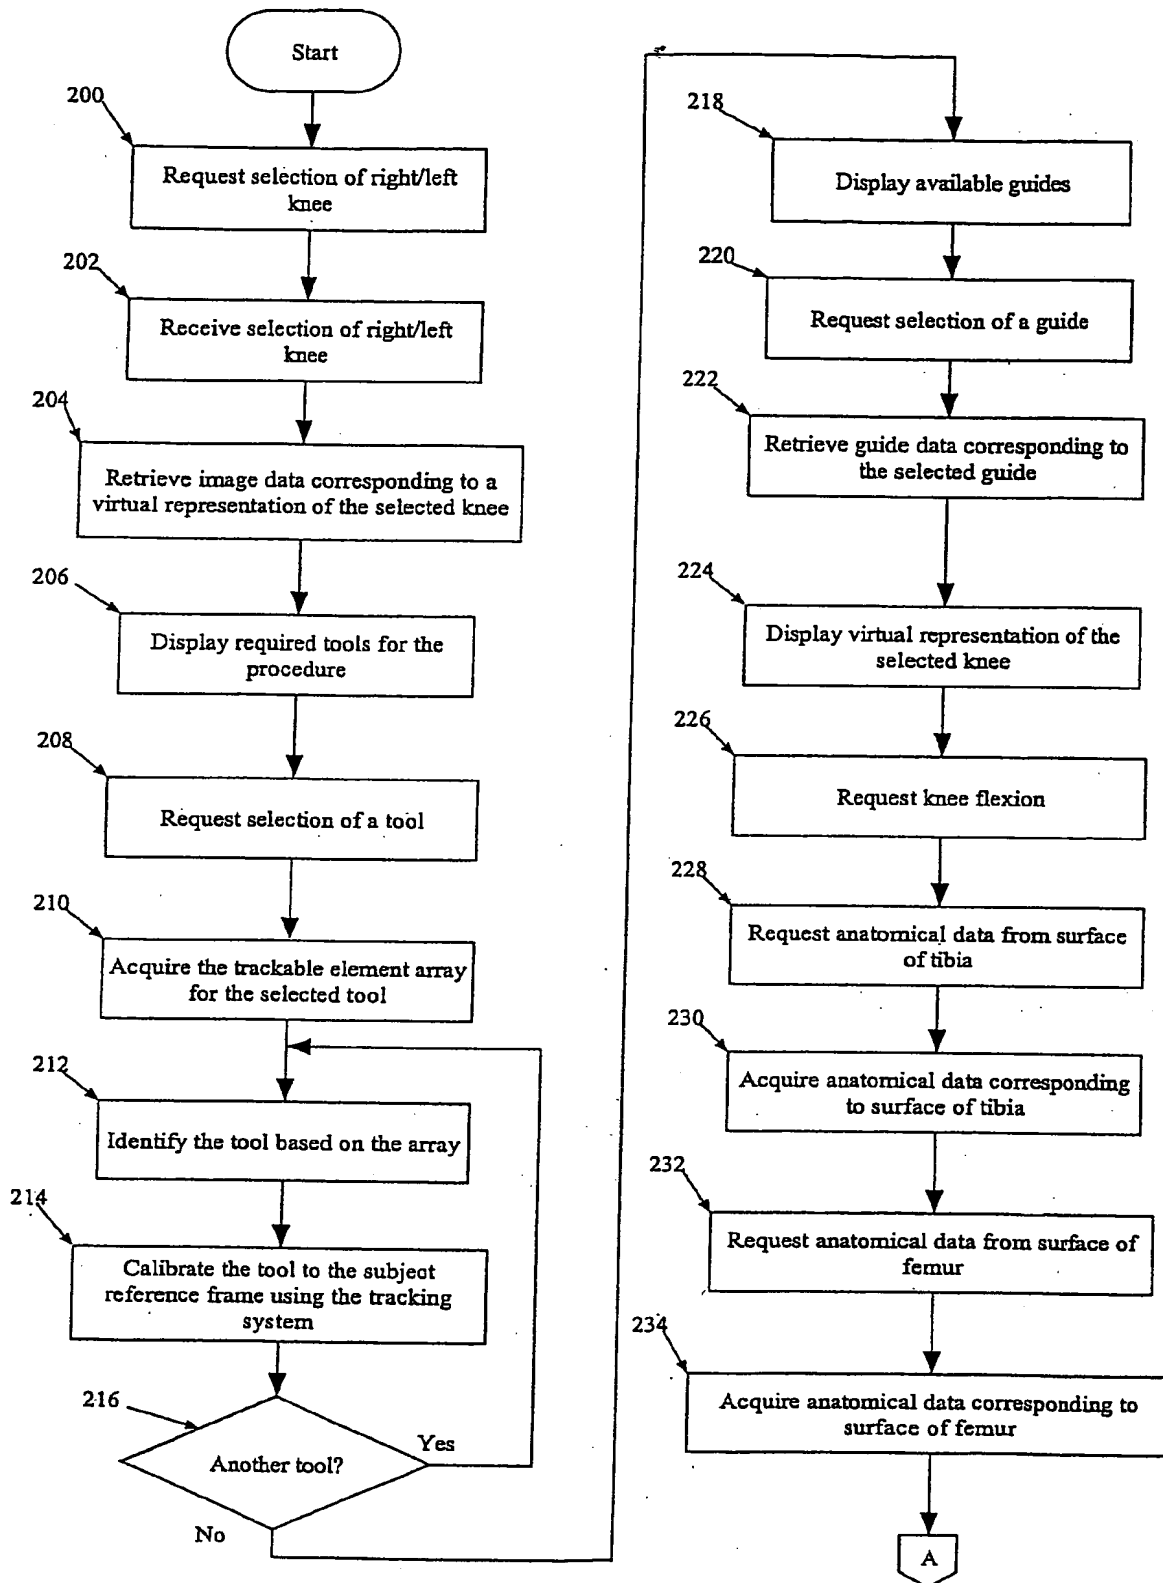 Start
200
Request selection of right/left
knee
202
Receive selection of right/left
knee
204
Retrieve image data corresponding to a
virtual representation of the selected knee
206
Display required tools for the
procedure
208
Request selection of a tool
210
Acquire the trackable element array
for the selected tool
212
Identify the tool based on the array
214
Calibrate the tool to the subject
reference frame using the tracking
system
216
Another tool?
Yes
No
218
Display available guides
220
Request selection of a guide
222
Retrieve guide data corresponding to
the selected guide
224
Display virtual representation of the
selected knee
226
Request knee flexion
228
Request anatomical data from surface
of tibia
230
Acquire anatomical data corresponding
to surface of tibia
232
Request anatomical data from surface of
femur
234
Acquire anatomical data corresponding to
surface of femur
A